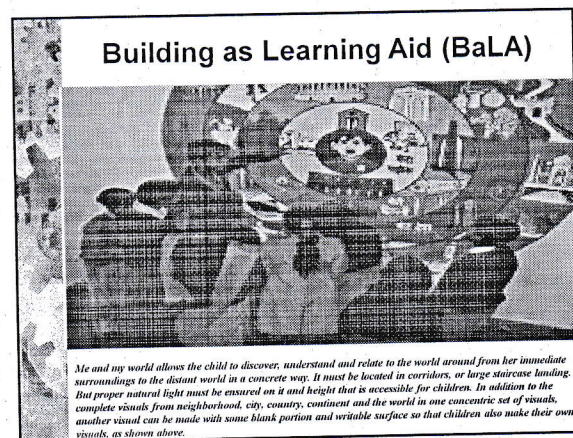 Building as Learning Aid (BaLA)
Me and my world allows the child to discover, understand and relate to the world around from her immediate
surroundings to the distant world in a concrete way. It must be located in corridors, or large staircase landing.
But proper natural light must be ensured on it and height that is accessible for children. In addition to the
complete visuals from neighborhood, city, country, continent and the world in one concentric set of visuals,
another visual can be made with some blank portion and writable surface so that children also make their own
visuals, as shown above.